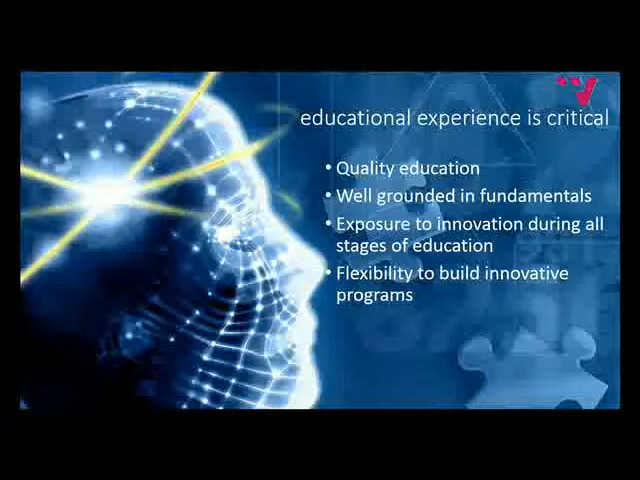 educational experience is critical
• Quality education
• Well grounded in fundamentals
• Exposure to innovation during all
stages of education
• Flexibility to build innovative
programs